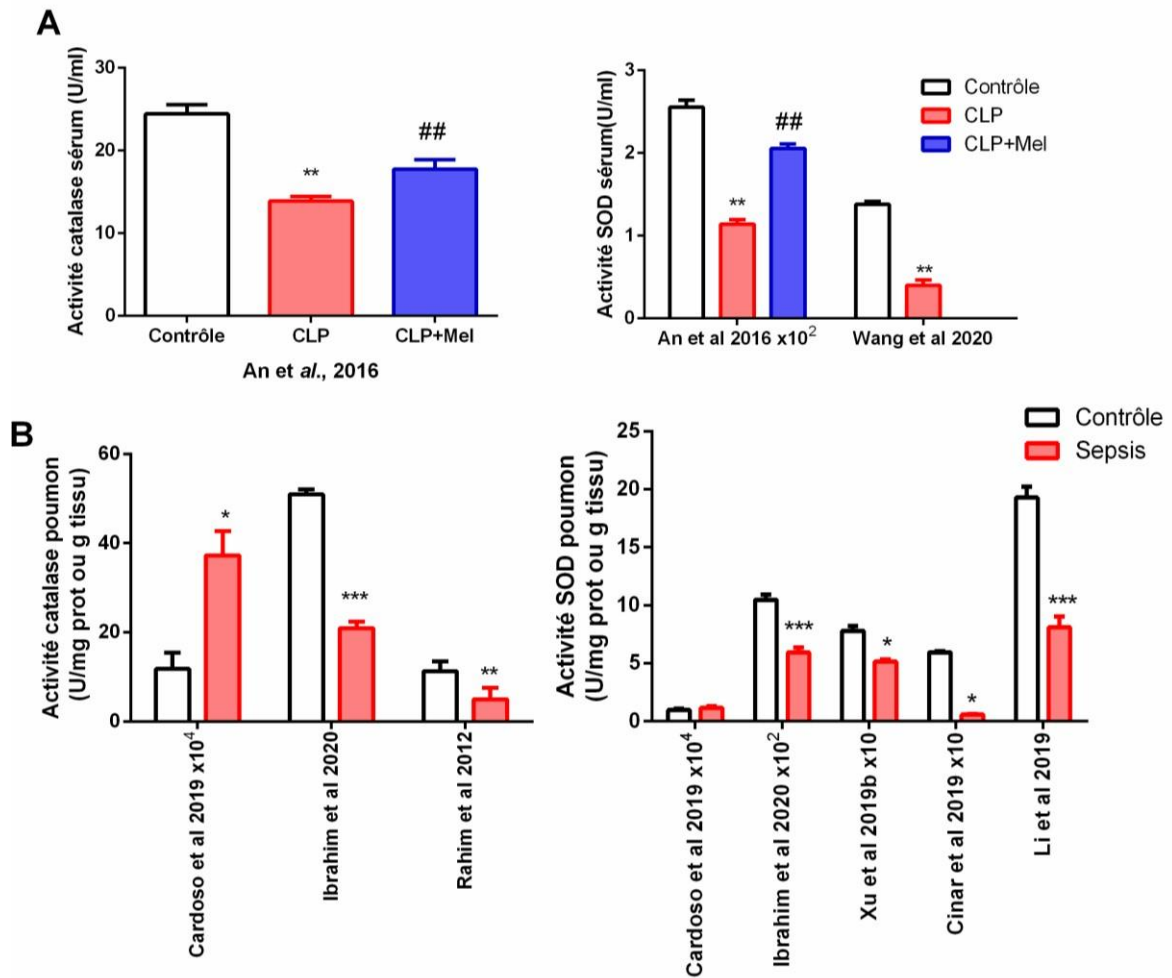 A
Activité catalase sérum (U/ml)
30
20
10
0
**
##
Contrôle
CLP
CLP+Mel
An et al., 2016
Activité SOD sérum(U/ml)
3
2
1
0
**
##
**
An et al 2016 x10²
Wang et al 2020
Contrôle
CLP
CLP+Mel
B
Activité catalase poumon
(U/mg prot ou g tissu)
60
40
20
0
*
***
**
Cardoso et al 2019 x10⁴
Ibrahim et al 2020
Rahim et al 2012
Activité SOD poumon
(U/mg prot ou g tissu)
25
20
15
10
5
0
***
*
*
***
Cardoso et al 2019 x10⁴
Ibrahim et al 2020 x10²
Xu et al 2019b x10
Cinar et al 2019 x10
Li et al 2019
Contrôle
Sepsis